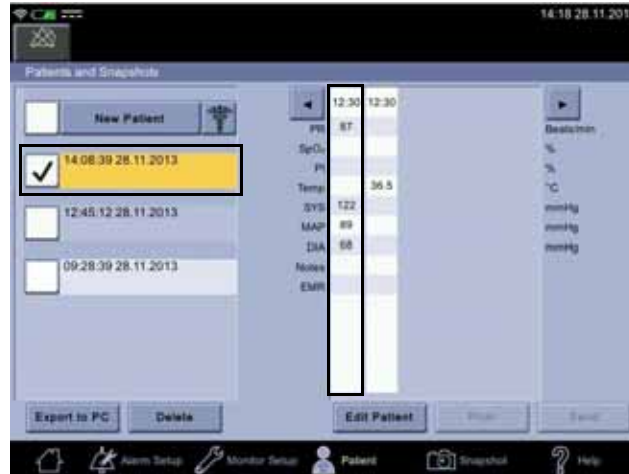 14:18 28.11.201
Patients and Snapshots
New Patient
14:08:39 28.11.2013
12:45:12 28.11.2013
09:28:39 28.11.2013
12:30 12:30
PR 87 Beats/min
SpO₂ %
PI %
Temp 36.5 °C
SYS 122 mmHg
MAP 89 mmHg
DIA 68 mmHg
Notes
EMR
Export to PC Delete Edit Patient Print Send
Alarm Setup Monitor Setup Patient Snapshot Help